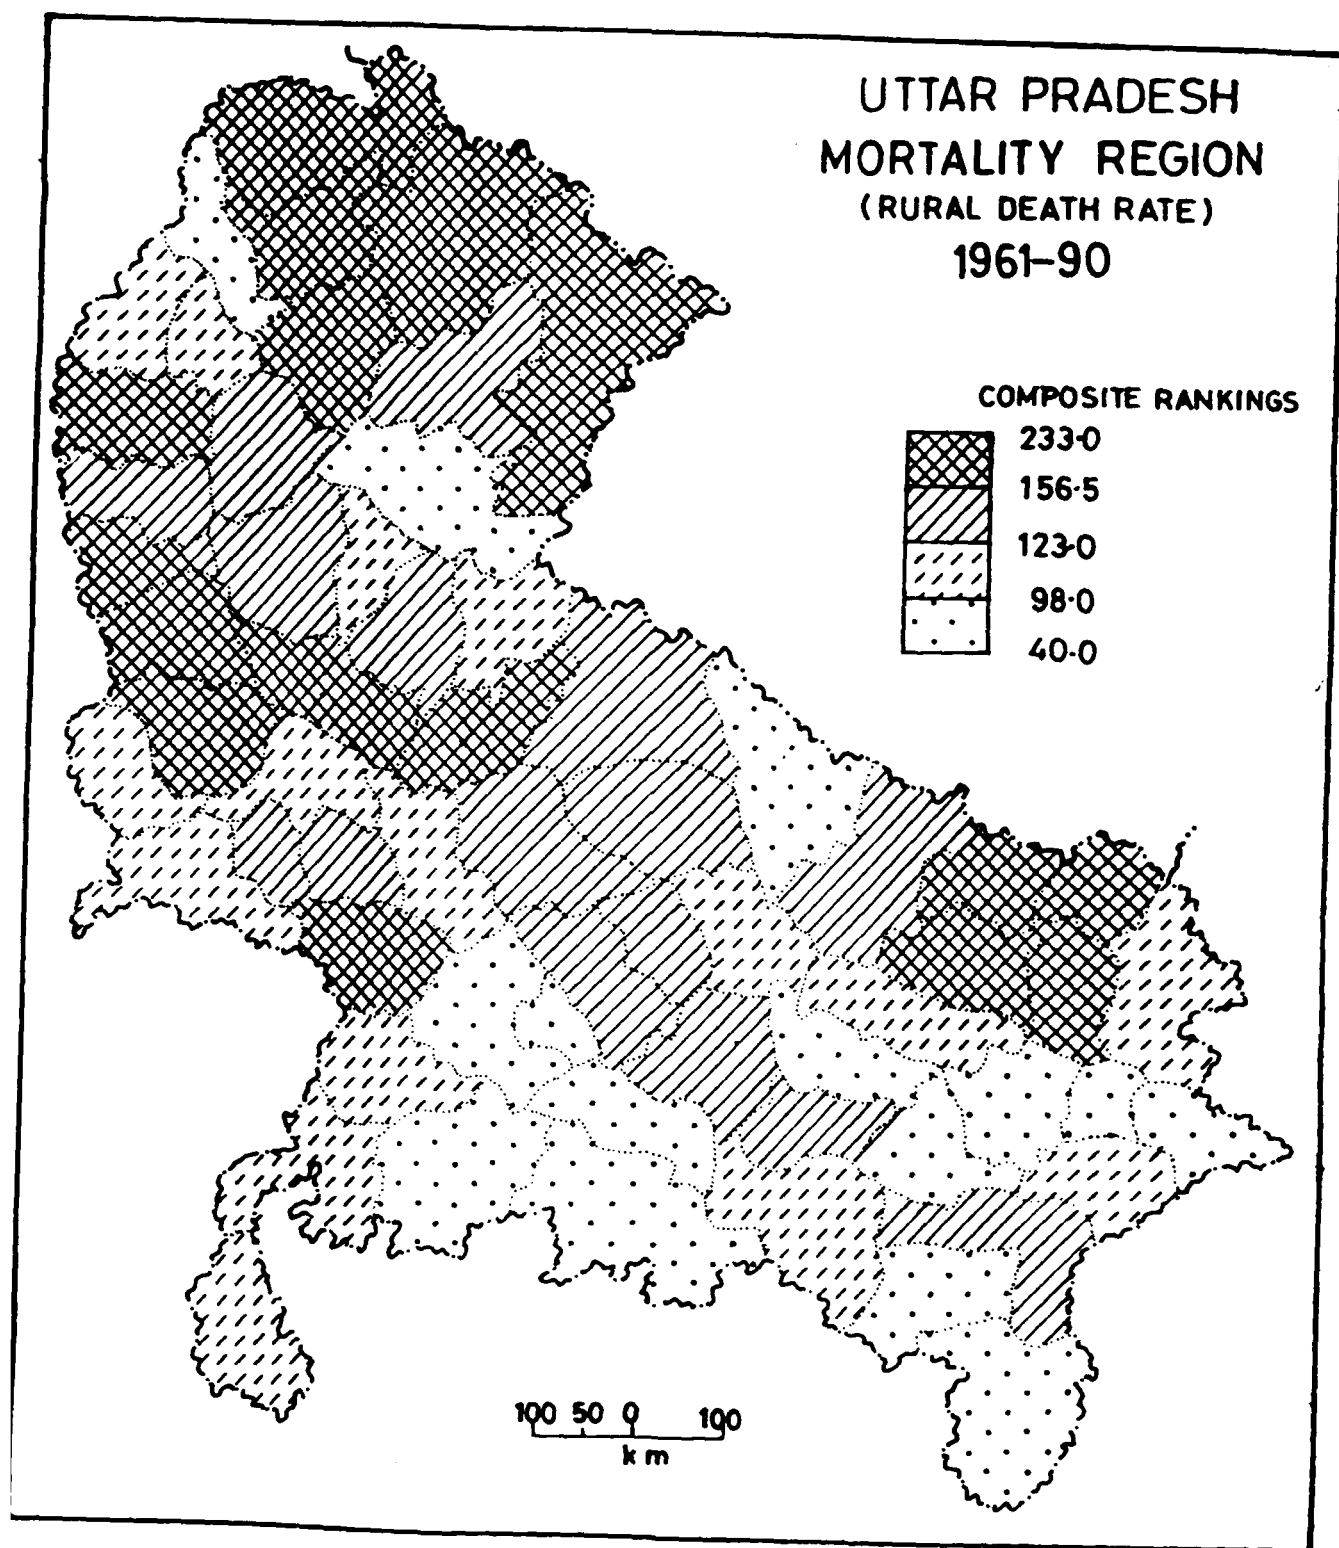 UTTAR PRADESH
MORTALITY REGION
(RURAL DEATH RATE)
1961-90
COMPOSITE RANKINGS
233·0
156·5
123·0
98·0
40·0
100 50 0 100
km